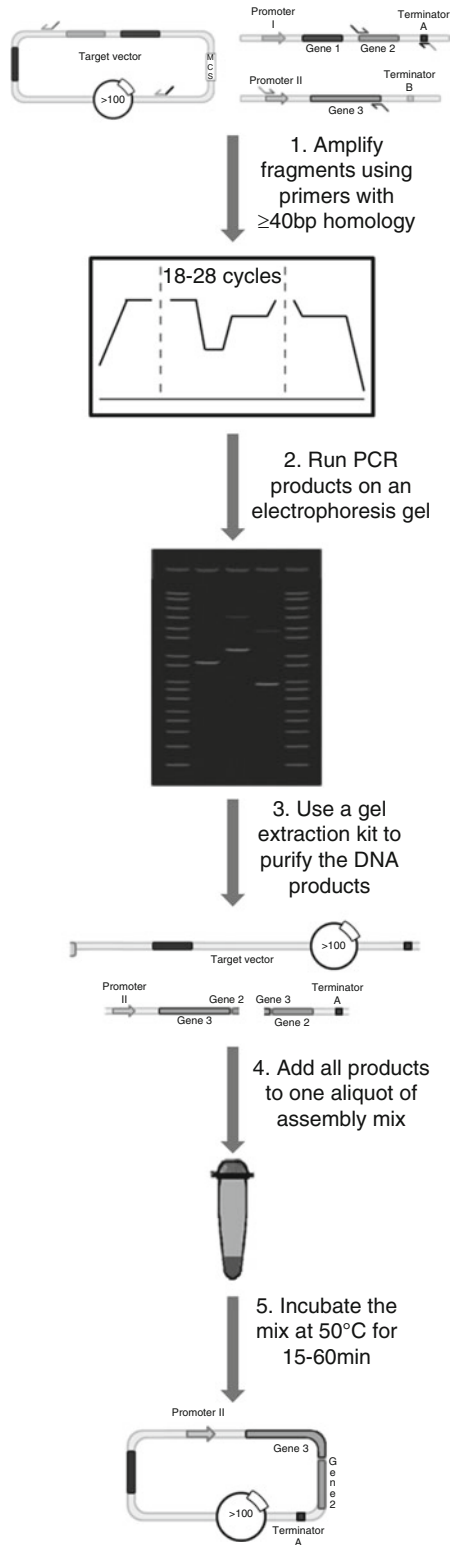 Promoter
I
Terminator
A
Target vector
M
C
S
Gene 1
Gene 2
>100
Promoter II
Terminator
B
Gene 3
1. Amplify
fragments using
primers with
≥40bp homology
18-28 cycles
2. Run PCR
products on an
electrophoresis gel
3. Use a gel
extraction kit to
purify the DNA
products
>100
Target vector
Promoter
II
Gene 2
Gene 3
Terminator
A
Gene 3
Gene 2
4. Add all products
to one aliquot of
assembly mix
5. Incubate the
mix at 50°C for
15-60min
Promoter II
Gene 3
G
e
n
e
2
>100
Terminator
A